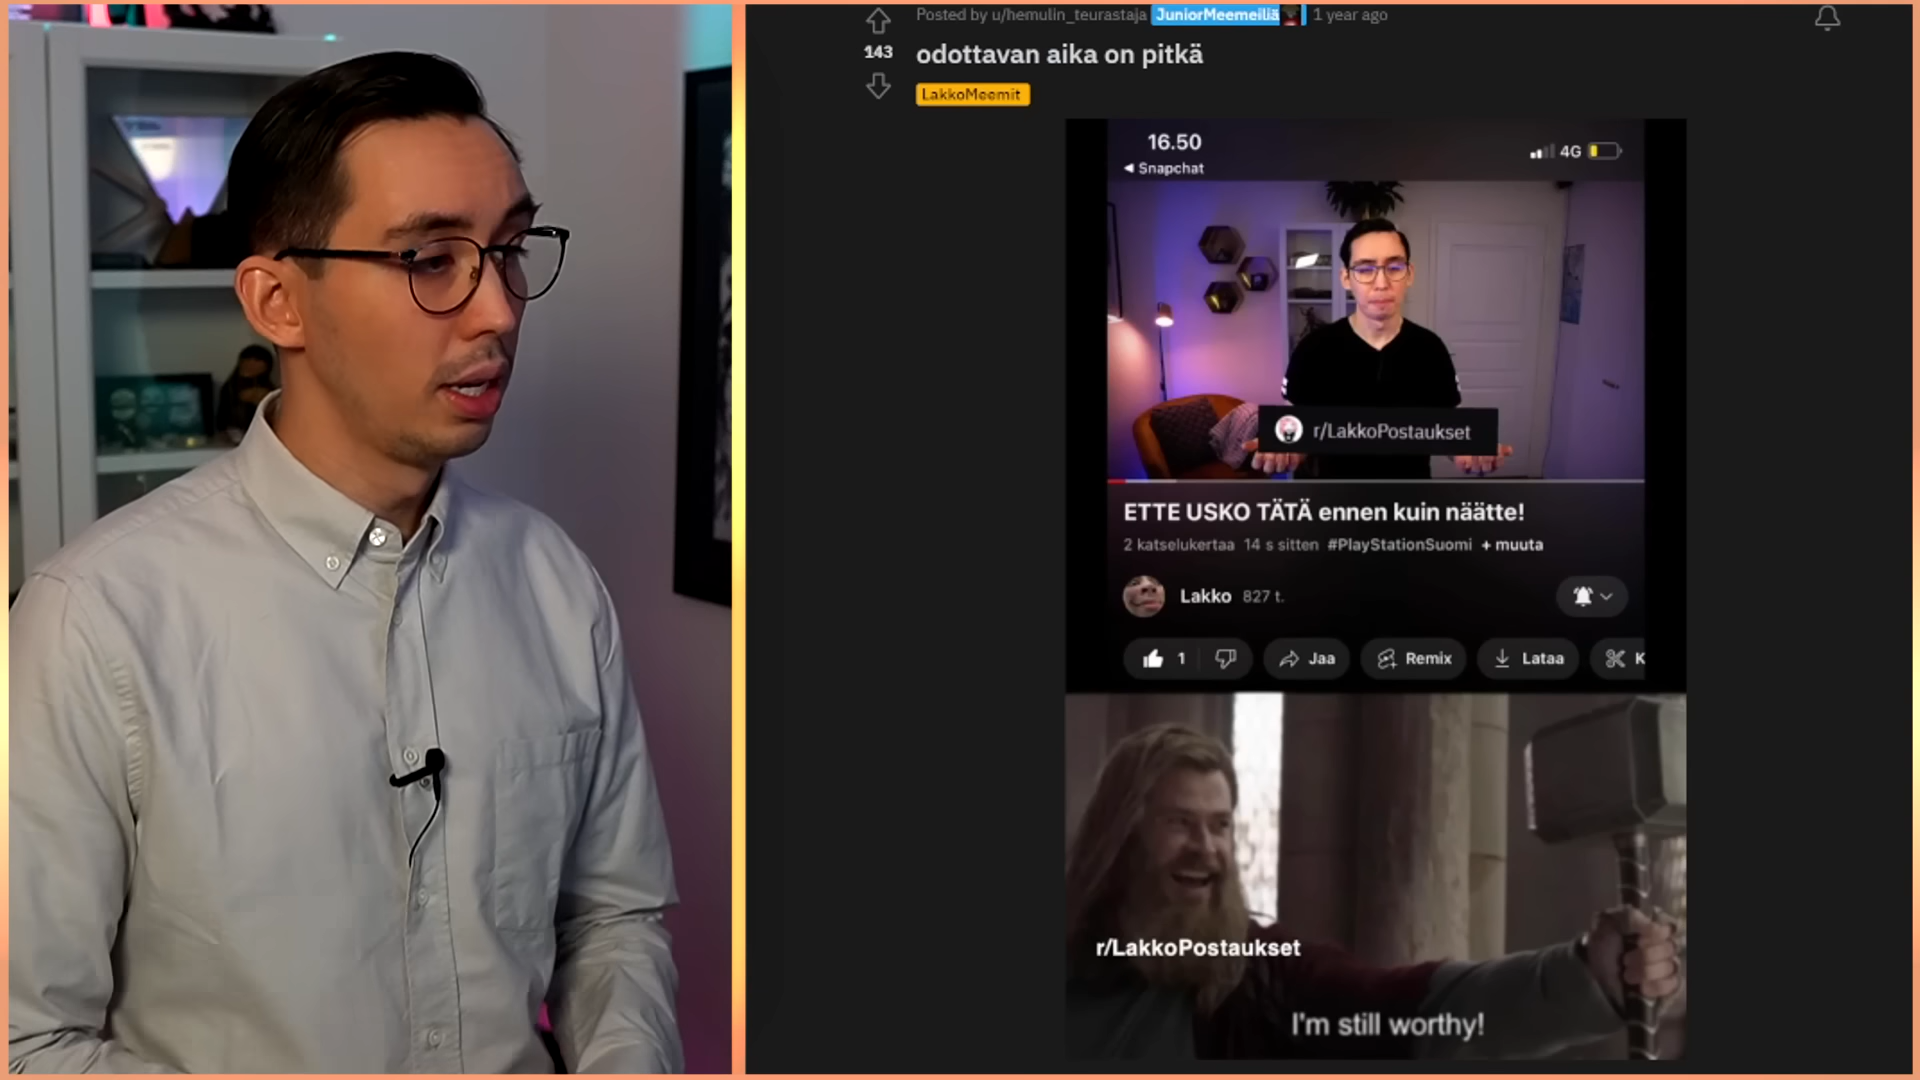 Posted by u/hemulin_teurastaja JuniorMeemeiliä 1 year ago
143
odottavan aika on pitkä
LakkoMeemit
16.50
4G
◄ Snapchat
r/LakkoPostaukset
ETTE USKO TÄTÄ ennen kuin näätte!
2 katselukertaa 14 s sitten #PlayStationSuomi + muuta
Lakko 827 t.
1 Jaa Remix Lataa K
r/LakkoPostaukset
I'm still worthy!